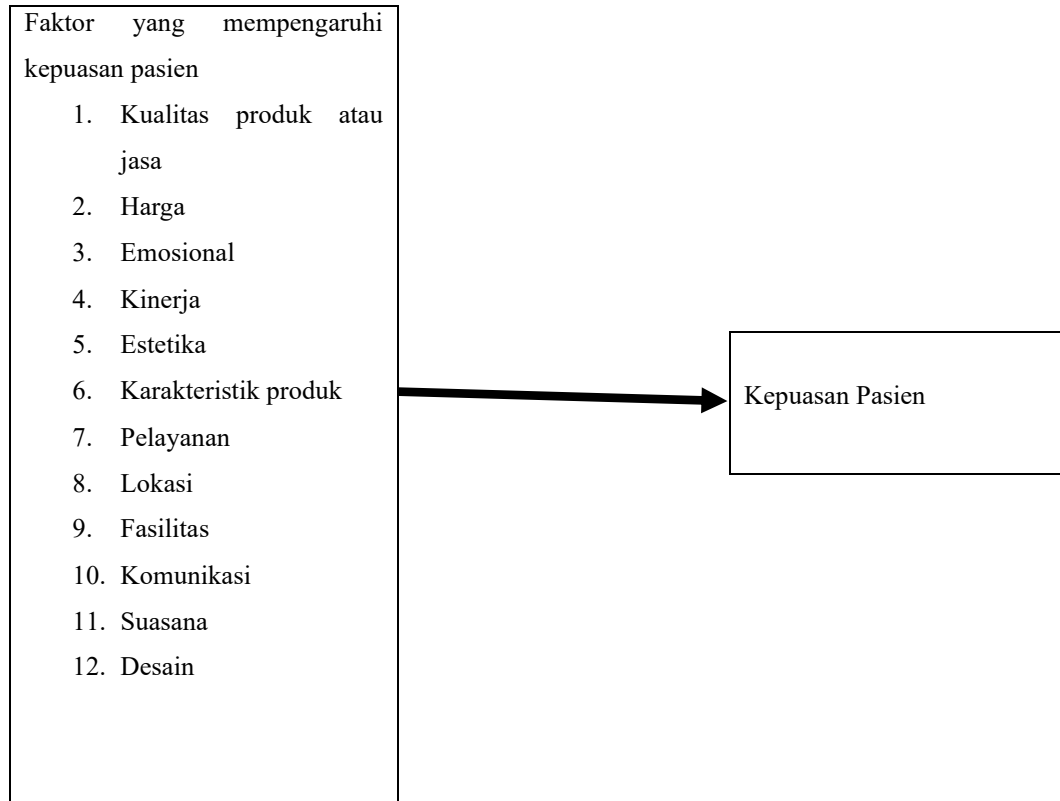 Faktor yang mempengaruhi
kepuasan pasien
1. Kualitas produk atau
jasa
2. Harga
3. Emosional
4. Kinerja
5. Estetika
6. Karakteristik produk
7. Pelayanan
8. Lokasi
9. Fasilitas
10. Komunikasi
11. Suasana
12. Desain
Kepuasan Pasien